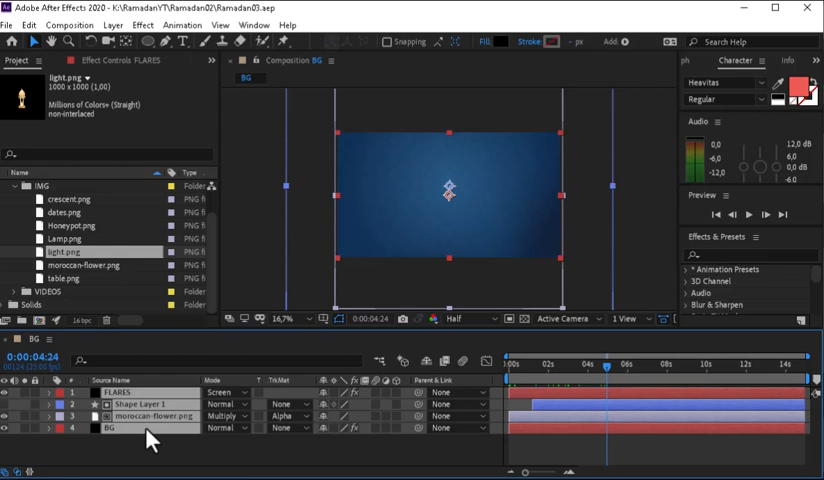 Adobe After Effects 2020 - K:\RamadanYT\Ramadan02\Ramadan03.aep
File Edit Composition Layer Effect Animation View Window Help
Snapping Fill: Stroke: - px Add: Search Help
Project Effect Controls FLARES Composition BG Character Info
light.png
1000 x 1000 (1,00)
Millions of Colors+ (Straight)
non-interlaced
BG
Heavitas
Regular
Audio
0,0 12,0 dB
-6,0 6,0
-12,0 0,0 dB
-6,0
Name Type
IMG Folder
crescent.png PNG fi
dates.png PNG fi
Honeypot.png PNG fi
Lamp.png PNG fi
light.png PNG fi
moroccan-flower.png PNG fi
table.png PNG fi
VIDEOS Folder
Solids Folder
Preview
Effects & Presets
* Animation Presets
3D Channel
Audio
Blur & Sharpen
16 bpc 16,7% 0:00:04:24 Half Active Camera 1 View
BG
0:00:04:24
00124 (25.00 fps)
:00s 02s 04s 06s 08s 10s 12s 14s
# Source Name Mode T TrkMat Parent & Link
1 FLARES Screen None
2 Shape Layer 1 Normal None None
3 moroccan-flower.png Multiply Alpha None
4 BG Normal None None